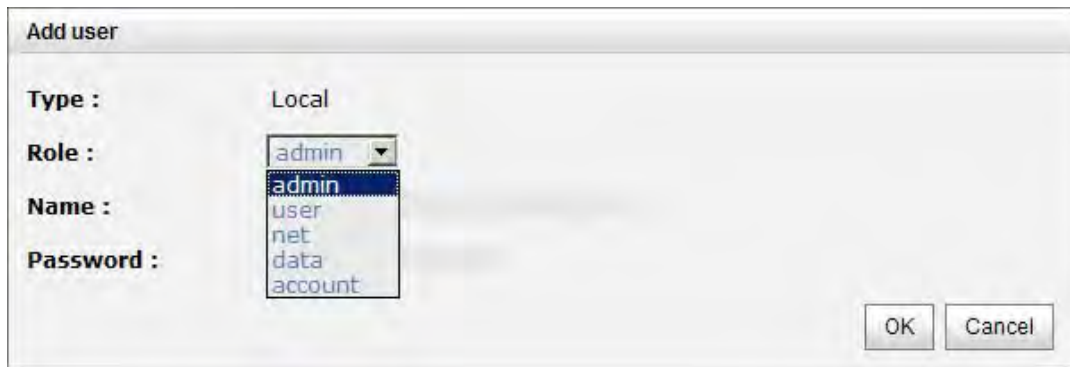 Add user
Type : Local
Role : admin
admin
Name :
user
net
Password :
data
account
OK Cancel